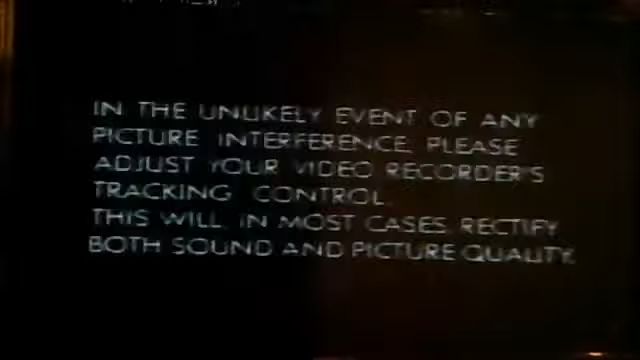 IN THE UNLIKELY EVENT OF ANY
PICTURE INTERFERENCE, PLEASE
ADJUST YOUR VIDEO RECORDER'S
TRACKING CONTROL.
THIS WILL, IN MOST CASES, RECTIFY
BOTH SOUND AND PICTURE QUALITY.